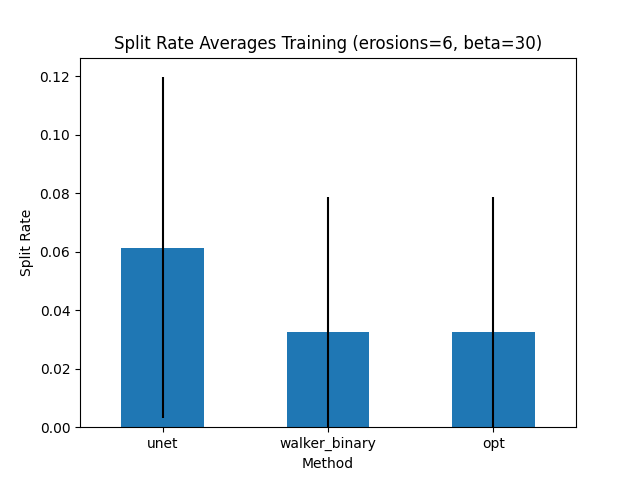 Split Rate Averages Training (erosions=6, beta=30)
0.12
0.10
0.08
0.06
0.04
0.02
0.00
Split Rate
unet walker_binary opt
Method